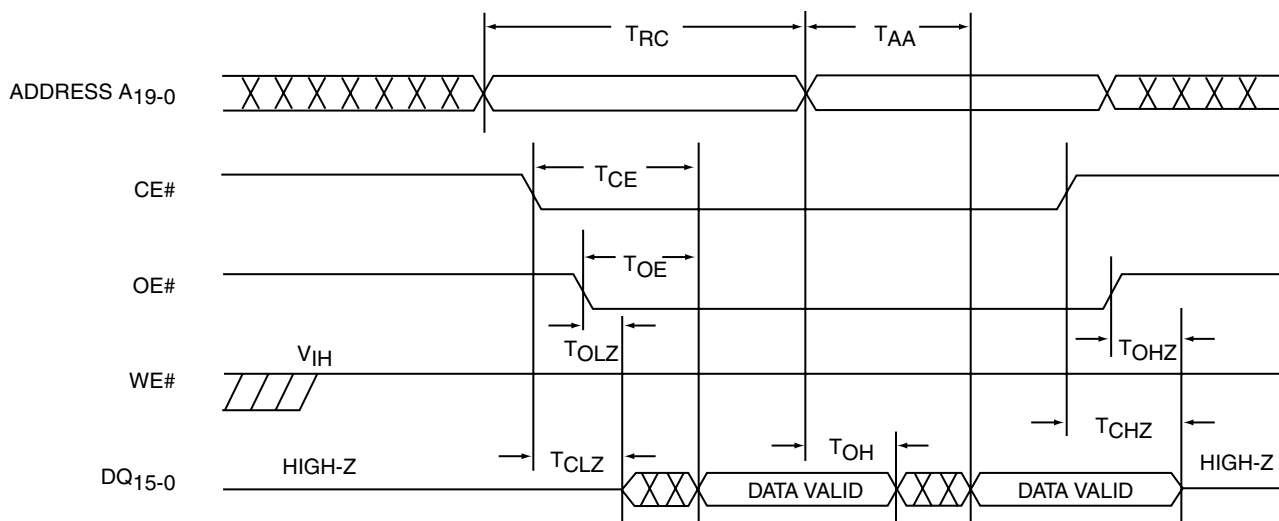 TRC TAA
ADDRESS A19-0
TCE
CE#
TOE
OE#
TOLZ TOHZ
VIH
WE#
TCLZ TOH TCHZ
HIGH-Z HIGH-Z
DQ15-0 DATA VALID DATA VALID